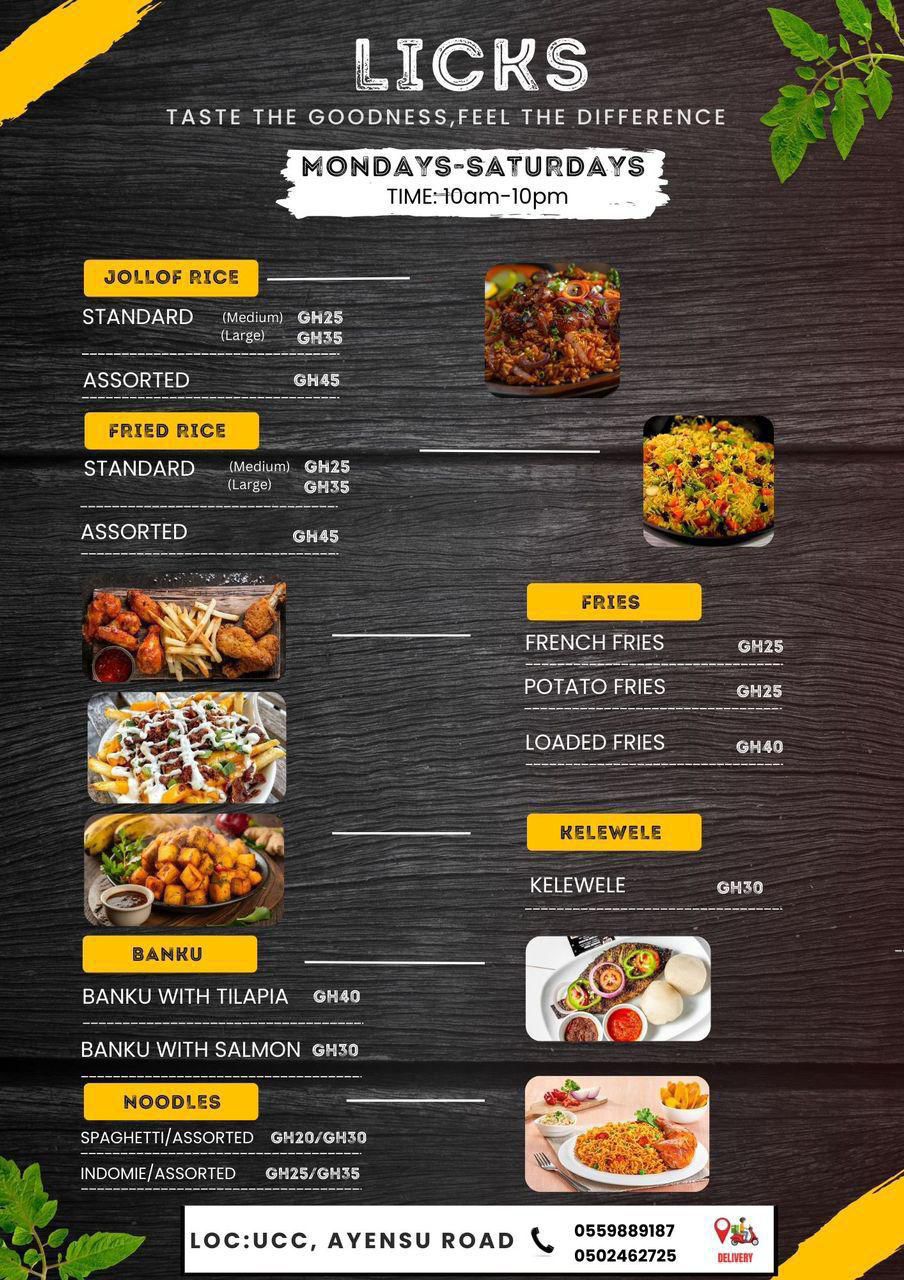 LICKS
TASTE THE GOODNESS,FEEL THE DIFFERENCE
MONDAYS-SATURDAYS
TIME: 10am-10pm
JOLLOF RICE
STANDARD (Medium) GH25
(Large) GH35
ASSORTED GH45
FRIED RICE
STANDARD (Medium) GH25
(Large) GH35
ASSORTED GH45
FRIES
FRENCH FRIES GH25
POTATO FRIES GH25
LOADED FRIES GH40
KELEWELE
KELEWELE GH30
BANKU
BANKU WITH TILAPIA GH40
BANKU WITH SALMON GH30
NOODLES
SPAGHETTI/ASSORTED GH20/GH30
INDOMIE/ASSORTED GH25/GH35
LOC:UCC, AYENSU ROAD
0559889187
0502462725
DELIVERY